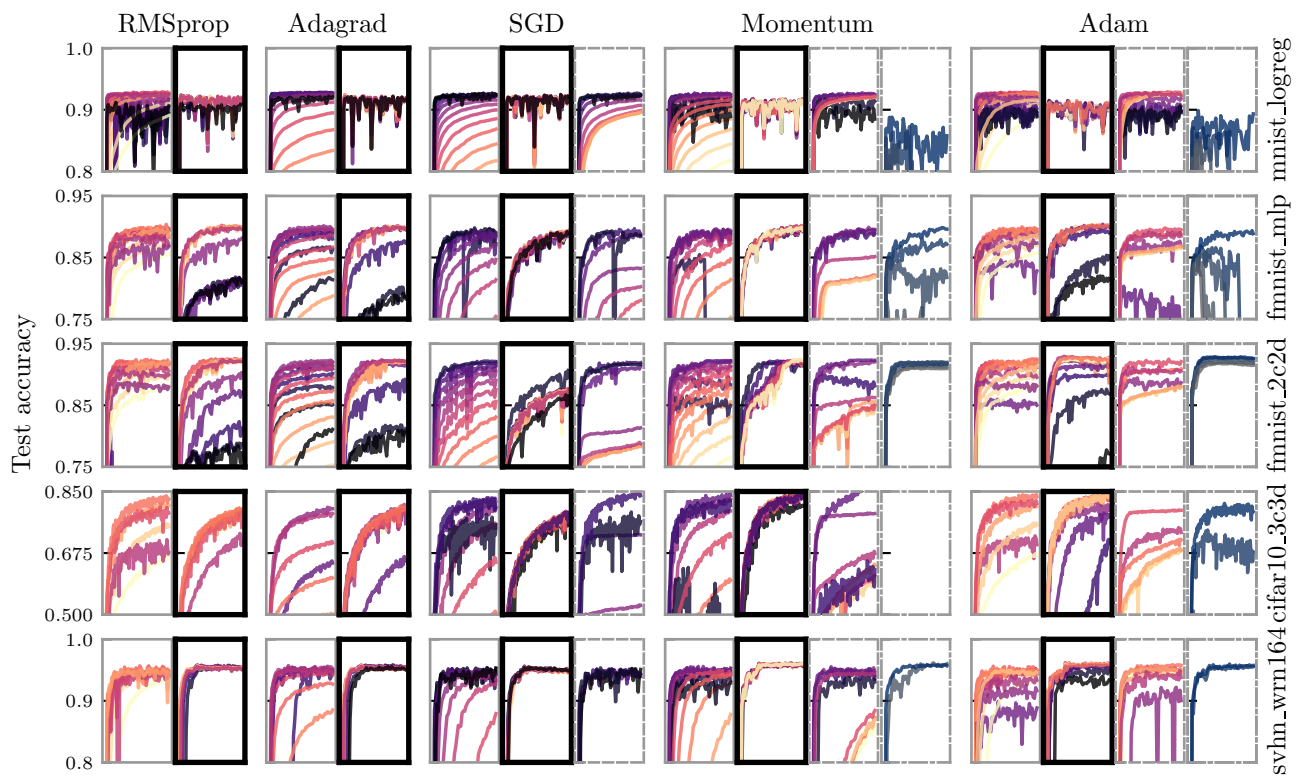 RMSprop Adagrad SGD Momentum Adam
Test accuracy
1.0
0.9
0.8
mnist_logreg
0.95
0.85
0.75
fmnist_mlp
0.95
0.85
0.75
fmnist_2c2d
0.850
0.675
0.500
cifar10_3c3d
1.0
0.9
0.8
svhn_wrn164